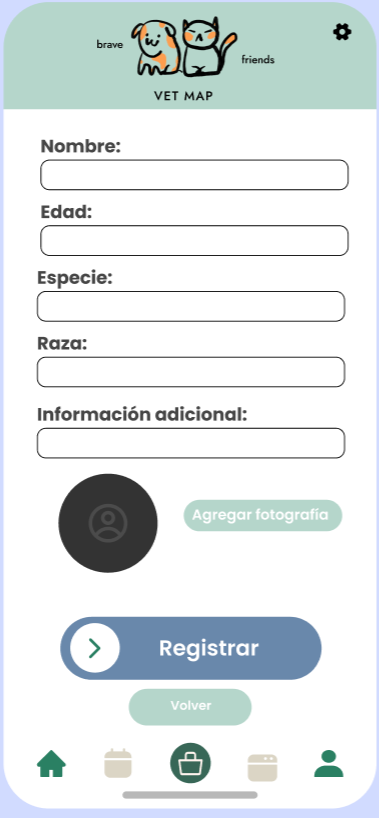 brave
friends
VET MAP
Nombre:
Edad:
Especie:
Raza:
Información adicional:
Agregar fotografía
Registrar
Volver